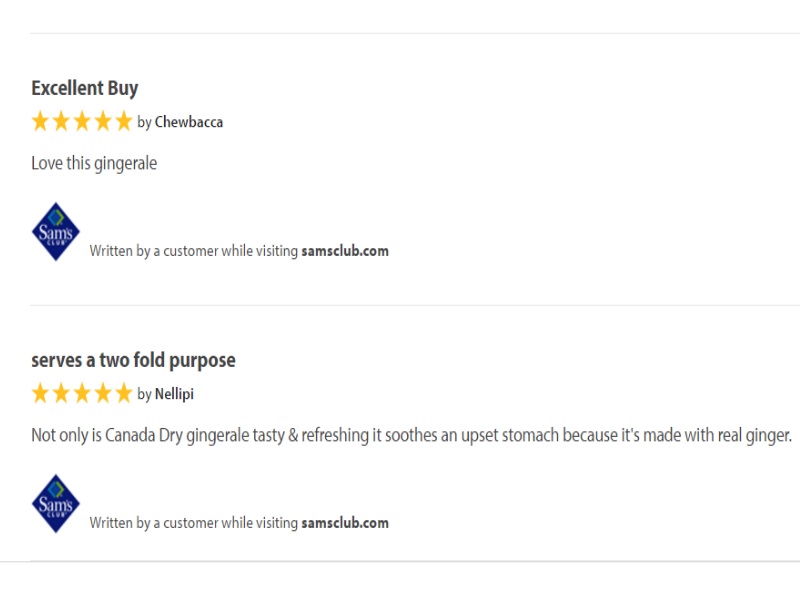 Excellent Buy
by Chewbacca
Love this gingerale
Sam's
CLUB
Written by a customer while visiting samsclub.com
serves a two fold purpose
by Nellipi
Not only is Canada Dry gingerale tasty & refreshing it soothes an upset stomach because it's made with real ginger.
Sam's
CLUB
Written by a customer while visiting samsclub.com